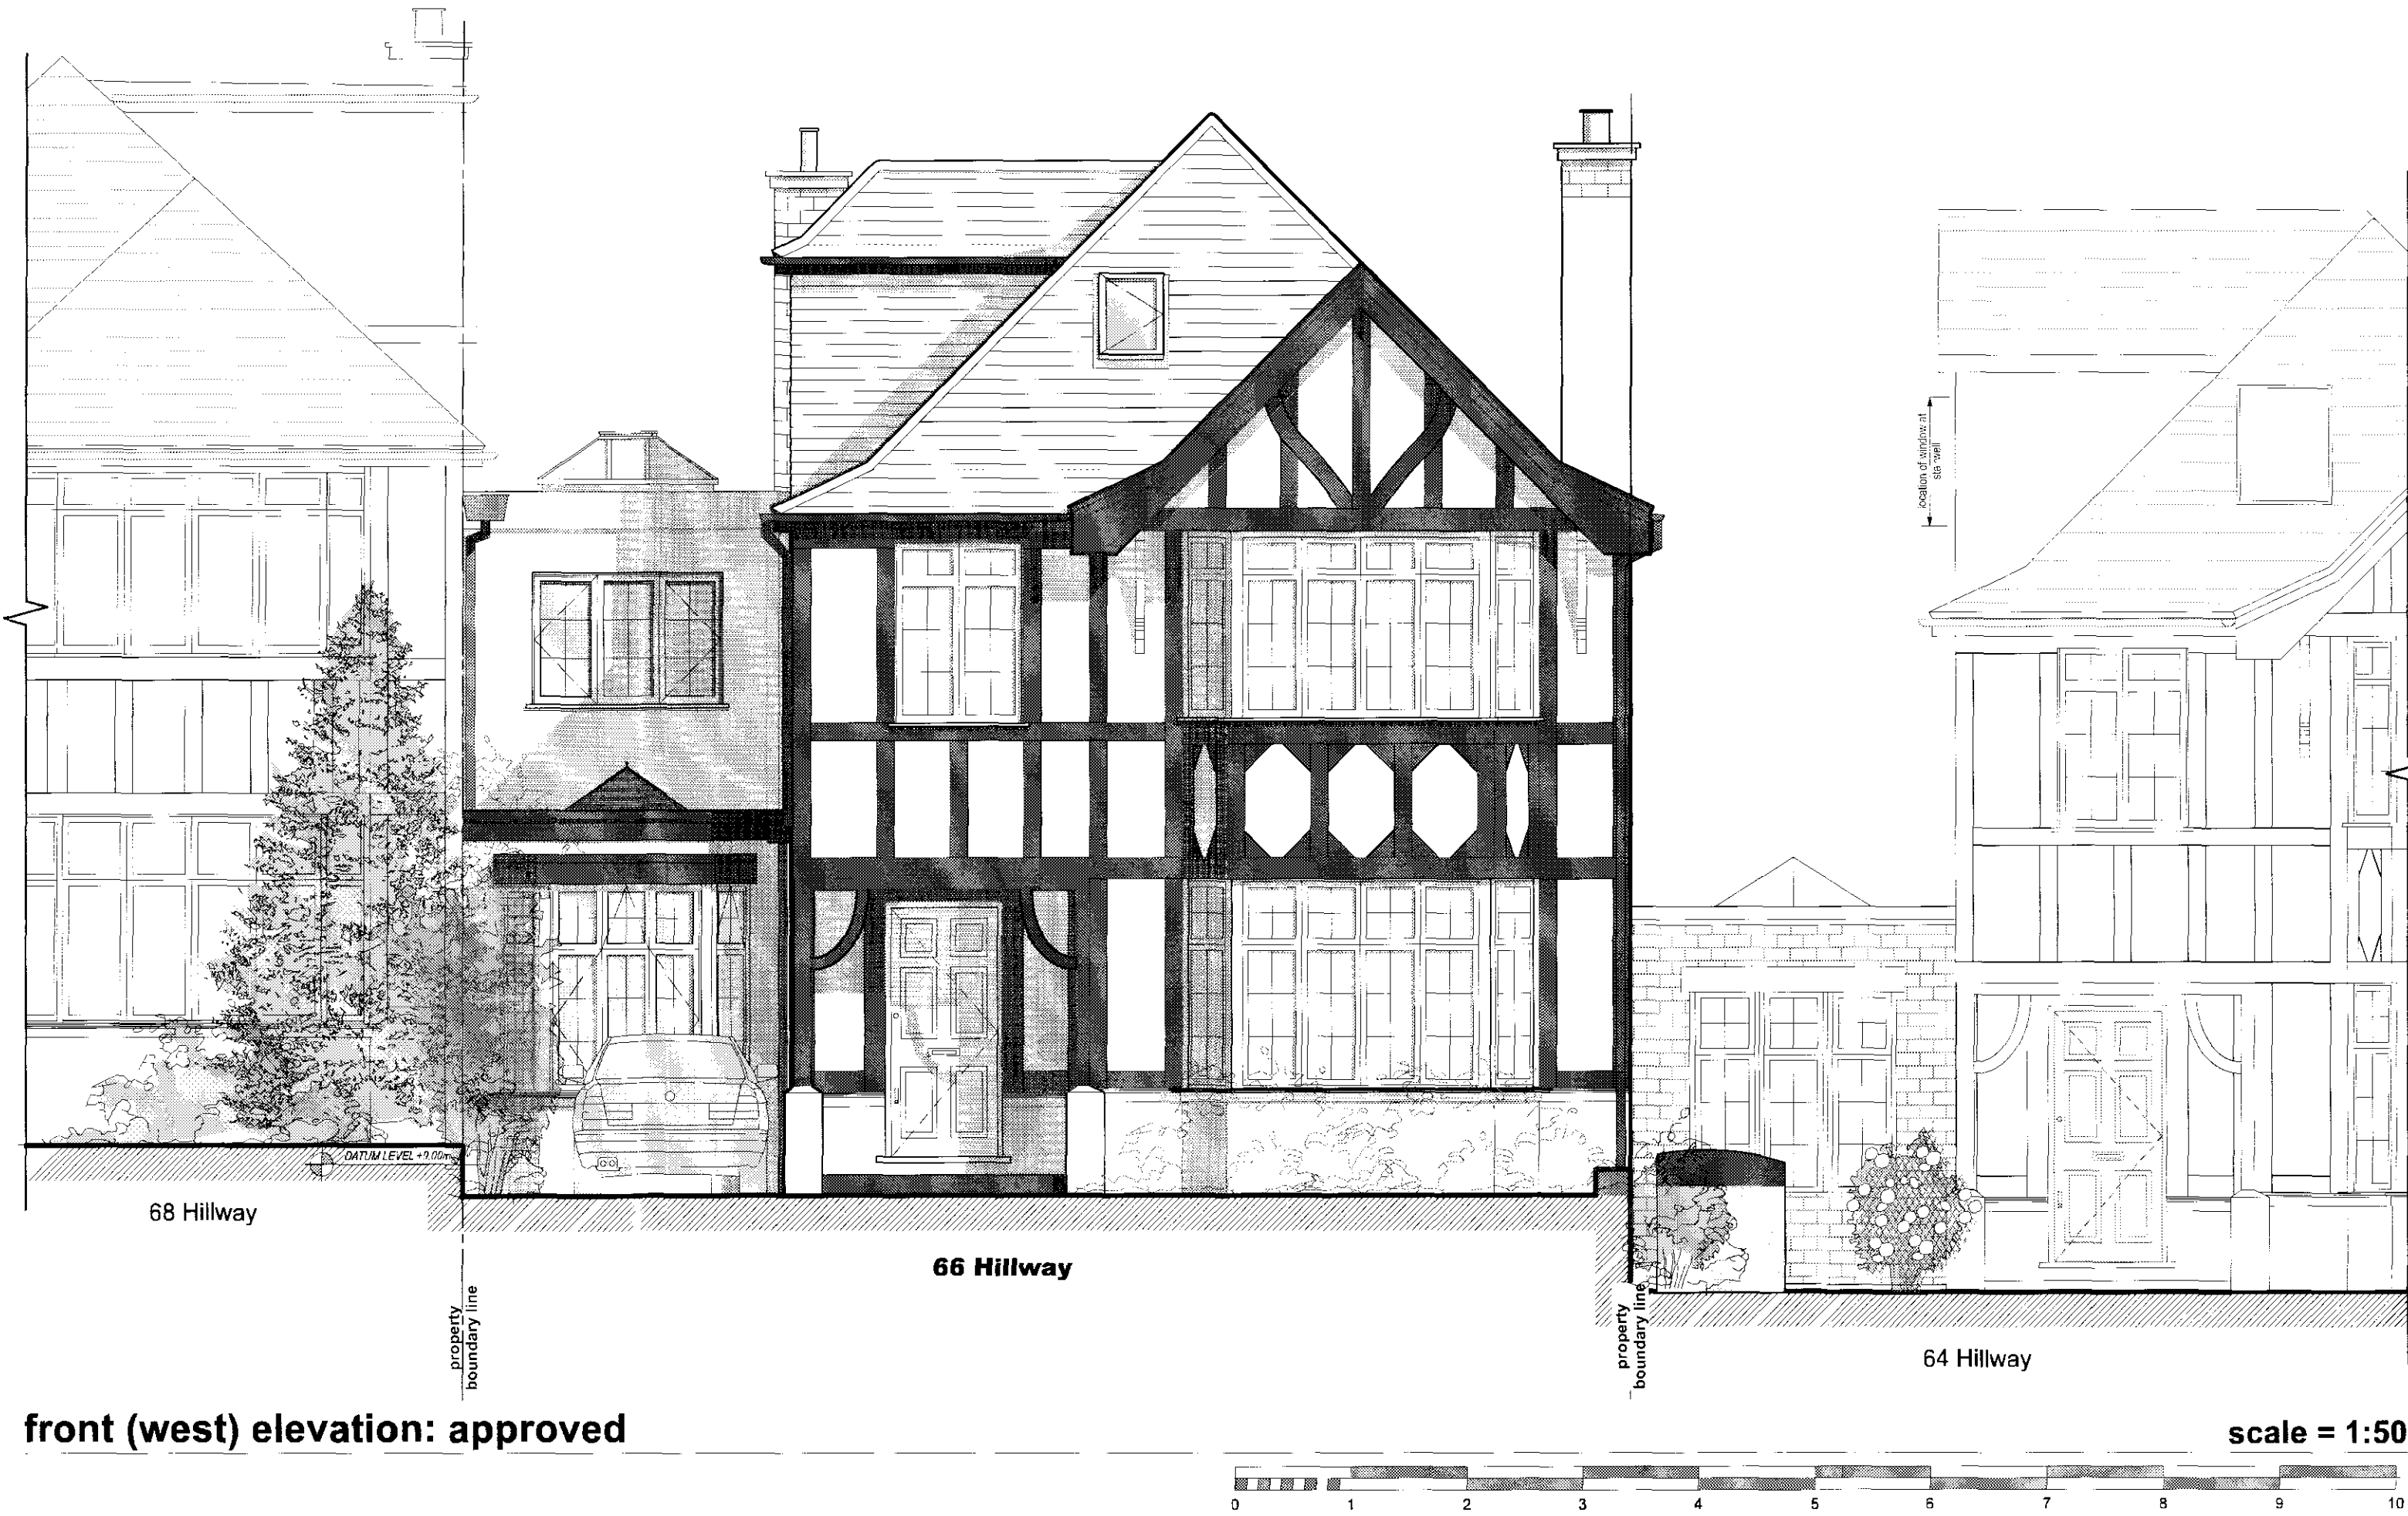 location of window at
stairwell
DATUM LEVEL +0.00m
68 Hillway
66 Hillway
64 Hillway
property
boundary line
property
boundary line
front (west) elevation: approved
scale = 1:50
0 1 2 3 4 5 6 7 8 9 10